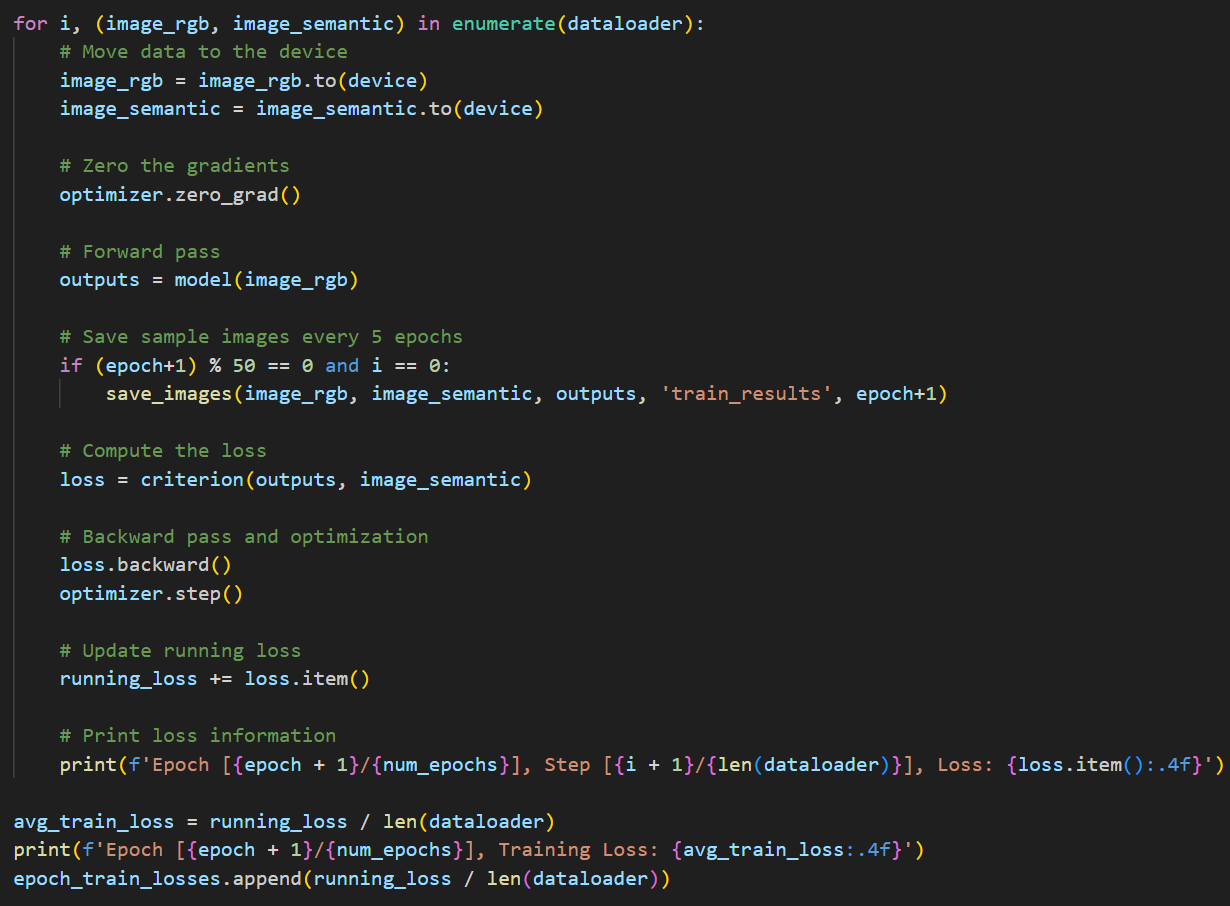 for i, (image_rgb, image_semantic) in enumerate(dataloader):
    # Move data to the device
    image_rgb = image_rgb.to(device)
    image_semantic = image_semantic.to(device)

    # Zero the gradients
    optimizer.zero_grad()

    # Forward pass
    outputs = model(image_rgb)

    # Save sample images every 5 epochs
    if (epoch+1) % 50 == 0 and i == 0:
        save_images(image_rgb, image_semantic, outputs, 'train_results', epoch+1)

    # Compute the loss
    loss = criterion(outputs, image_semantic)

    # Backward pass and optimization
    loss.backward()
    optimizer.step()

    # Update running loss
    running_loss += loss.item()

    # Print loss information
    print(f'Epoch [{epoch + 1}/{num_epochs}], Step [{i + 1}/{len(dataloader)}], Loss: {loss.item():.4f}')

avg_train_loss = running_loss / len(dataloader)
print(f'Epoch [{epoch + 1}/{num_epochs}], Training Loss: {avg_train_loss:.4f}')
epoch_train_losses.append(running_loss / len(dataloader))